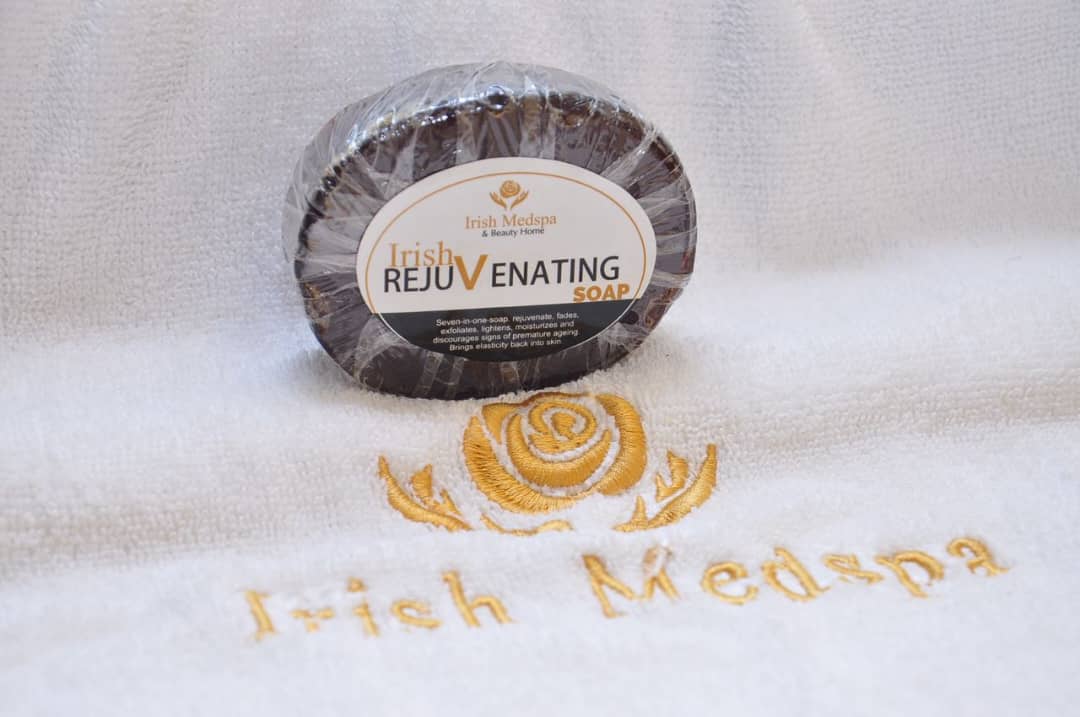 Irish Medspa
& Beauty Home
Irish
REJUVENATING
SOAP
Seven-in-one-soap. rejuvenate, fades,
exfoliates, lightens, moisturizes and
discourages signs of premature ageing.
Brings elasticity back into skin
Irish Medspa